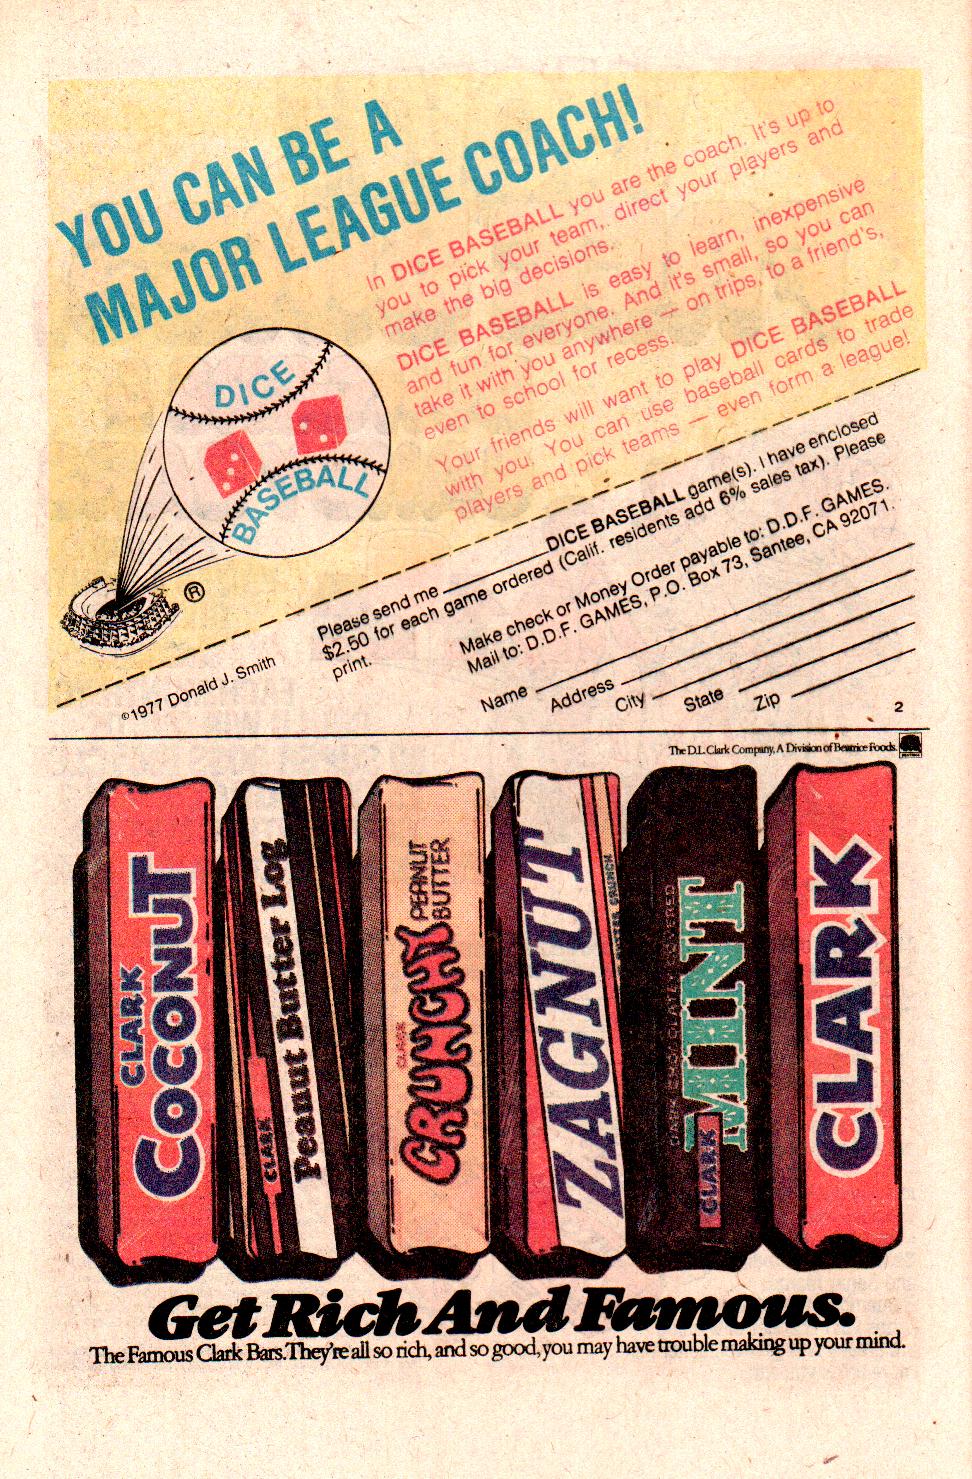 YOU CAN BE A
MAJOR LEAGUE COACH!
In DICE BASEBALL you are the coach. It's up to
you to pick your team, direct your players and
make the big decisions.
DICE BASEBALL is easy to learn, inexpensive
and fun for everyone. And it's small, so you can
take it with you anywhere — on trips, to a friend's,
even to school for recess.
Your friends will want to play DICE BASEBALL
with you. You can use baseball cards to trade
players and pick teams — even form a league!
DICE
BASEBALL
®
©1977 Donald J. Smith
Please send me ________ DICE BASEBALL game(s). I have enclosed
$2.50 for each game ordered (Calif. residents add 6% sales tax). Please
print.
Make check or Money Order payable to: D.D.F. GAMES.
Mail to: D.D.F. GAMES, P.O. Box 73, Santee, CA 92071.
Name
Address
City
State
Zip
2
The D.L. Clark Company, A Division of Beatrice Foods.
CLARK
COCONUT
CLARK
Peanut Butter Log
CLARK
CRUNCHY
PEANUT
BUTTER
ZAGNUT
CRUNCH
CLARK
MINT
CLARK
Get Rich And Famous.
The Famous Clark Bars. They're all so rich, and so good, you may have trouble making up your mind.